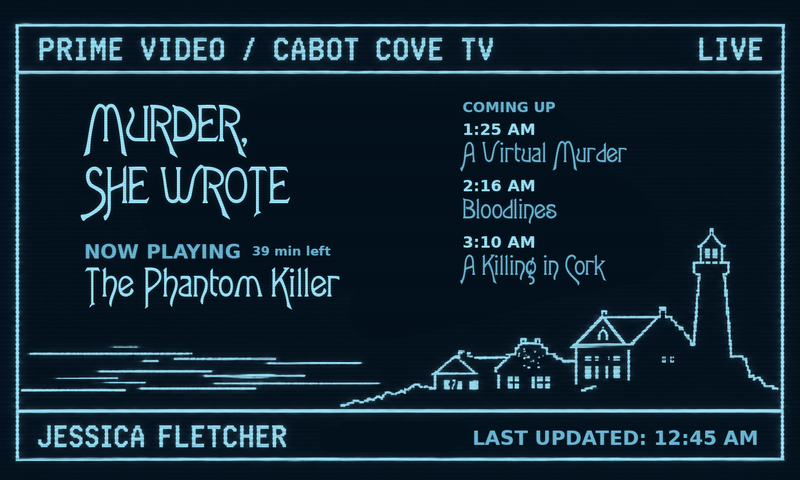 PRIME VIDEO / CABOT COVE TV
LIVE
MURDER,
SHE WROTE
NOW PLAYING 39 min left
The Phantom Killer
COMING UP
1:25 AM
A Virtual Murder
2:16 AM
Bloodlines
3:10 AM
A Killing in Cork
JESSICA FLETCHER
LAST UPDATED: 12:45 AM